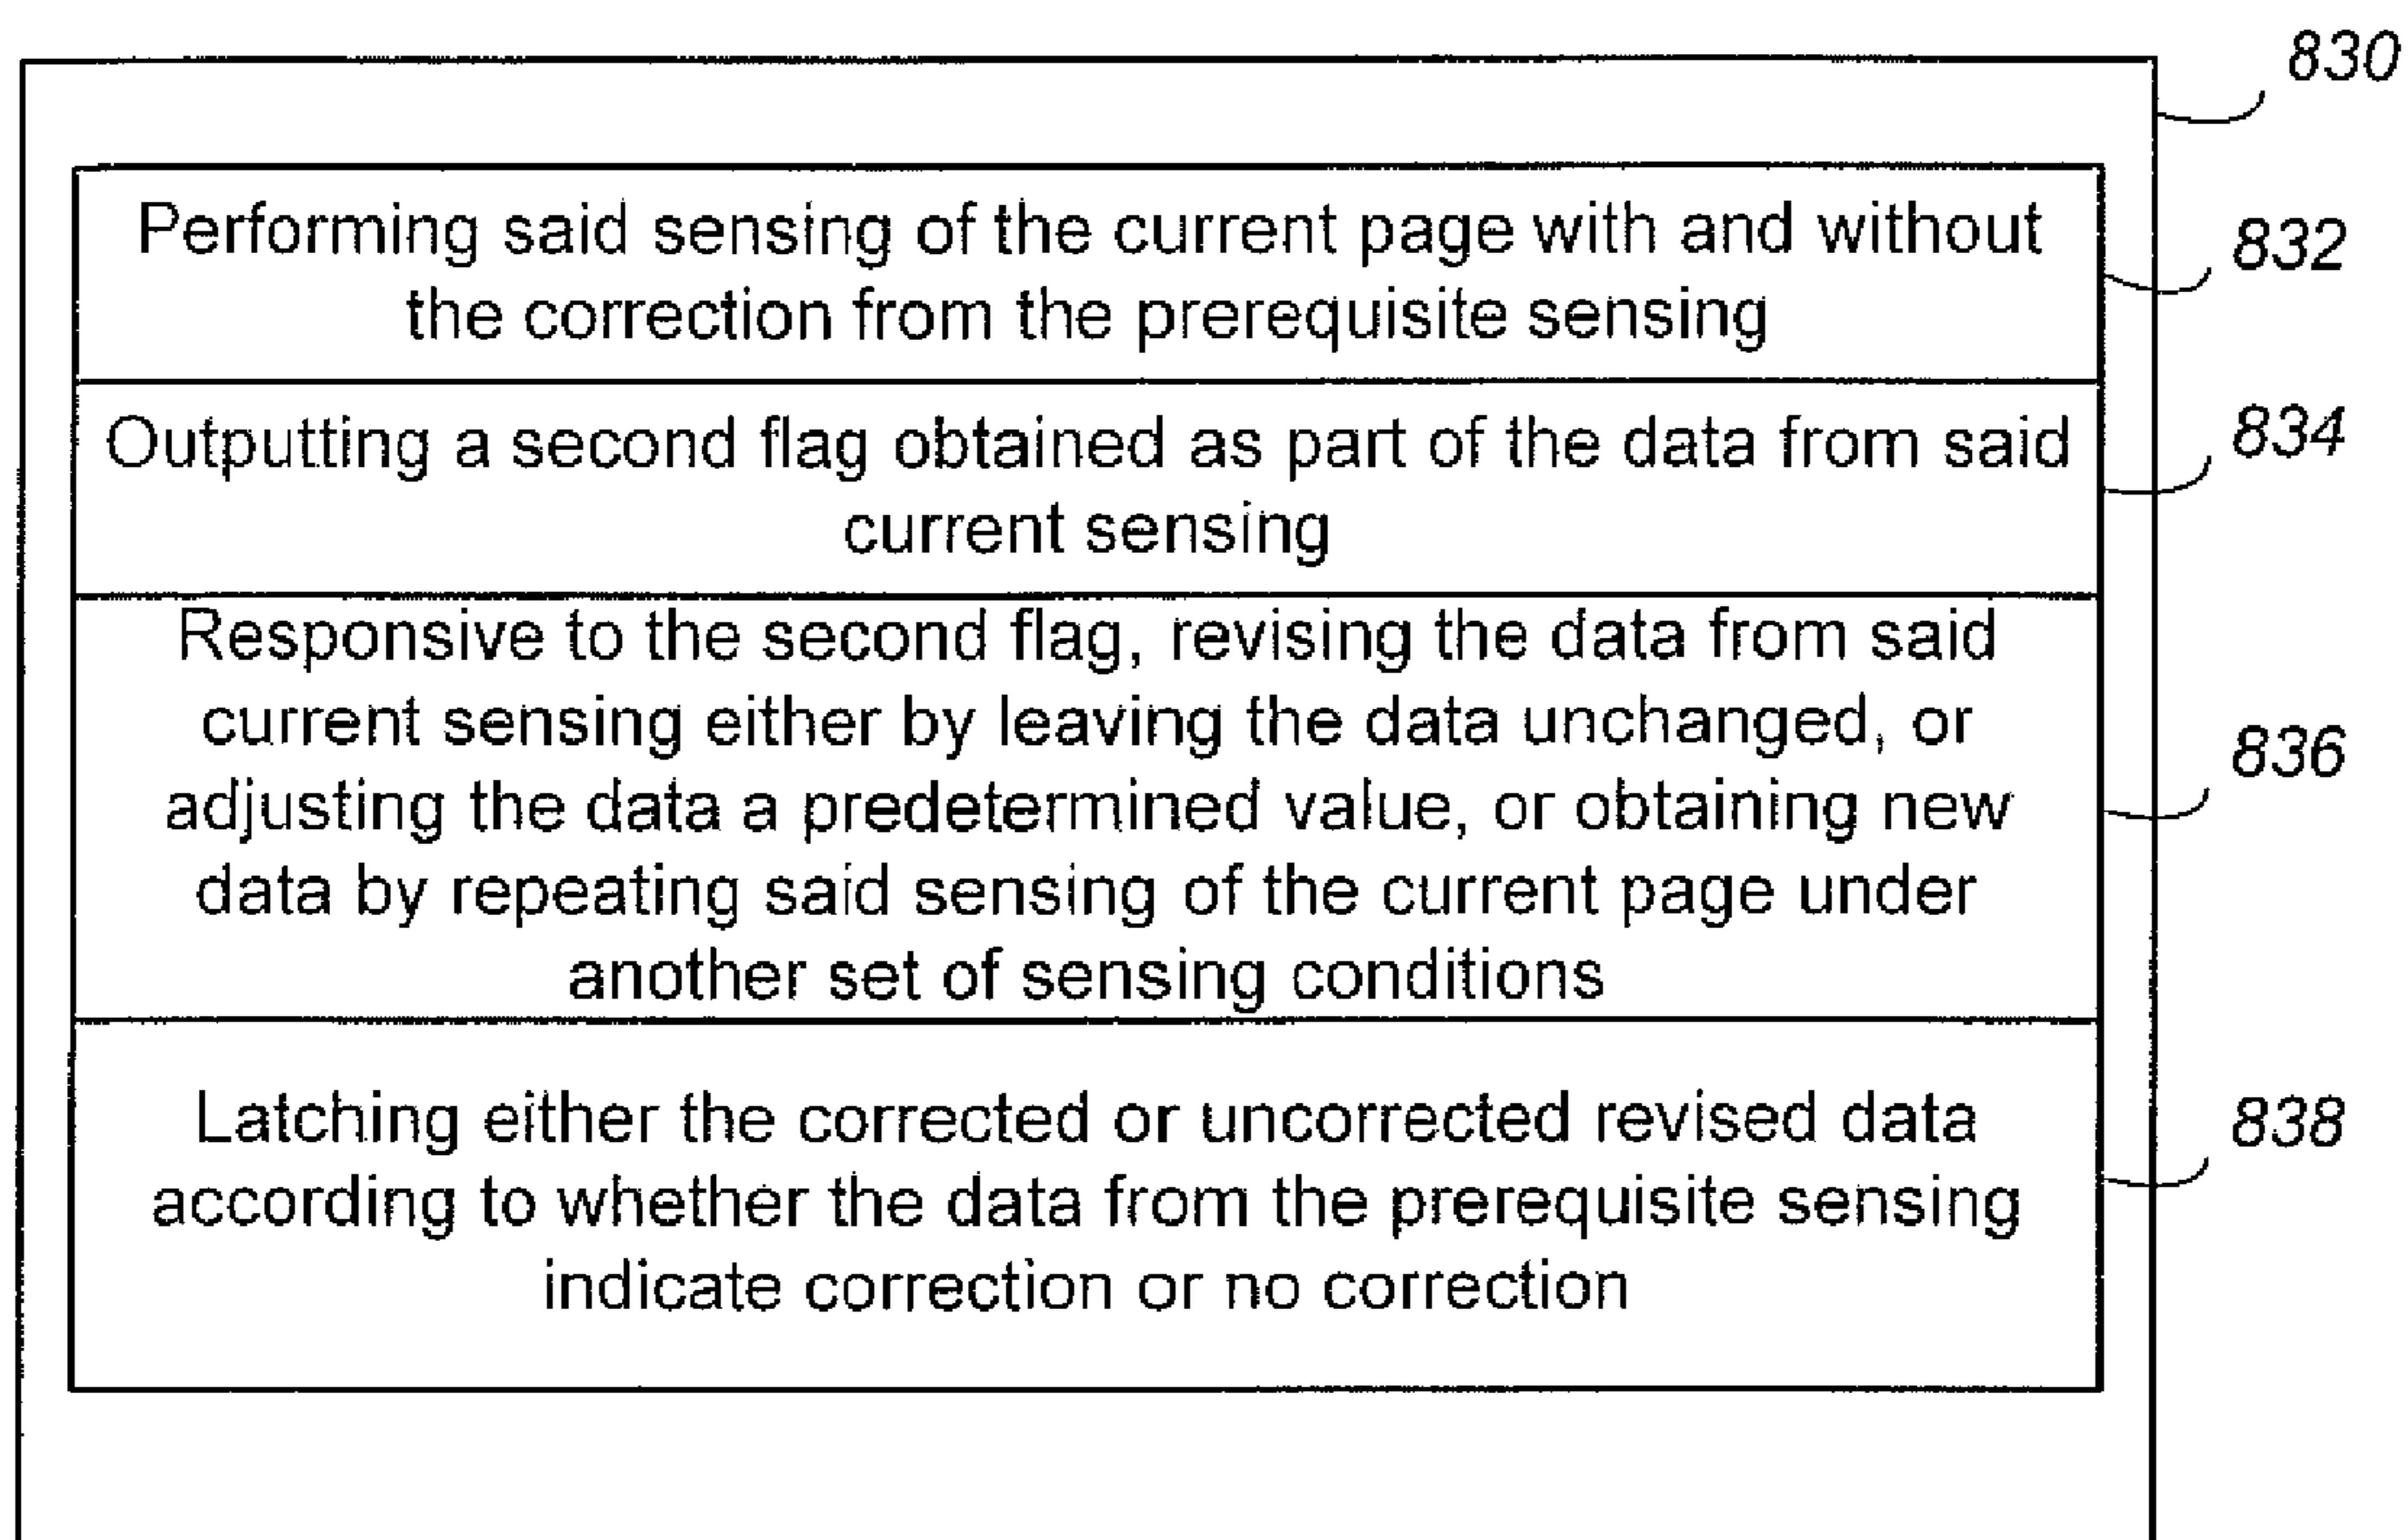 830
Performing said sensing of the current page with and without
the correction from the prerequisite sensing
832
Outputting a second flag obtained as part of the data from said
current sensing
834
Responsive to the second flag, revising the data from said
current sensing either by leaving the data unchanged, or
adjusting the data a predetermined value, or obtaining new
data by repeating said sensing of the current page under
another set of sensing conditions
836
Latching either the corrected or uncorrected revised data
according to whether the data from the prerequisite sensing
indicate correction or no correction
838